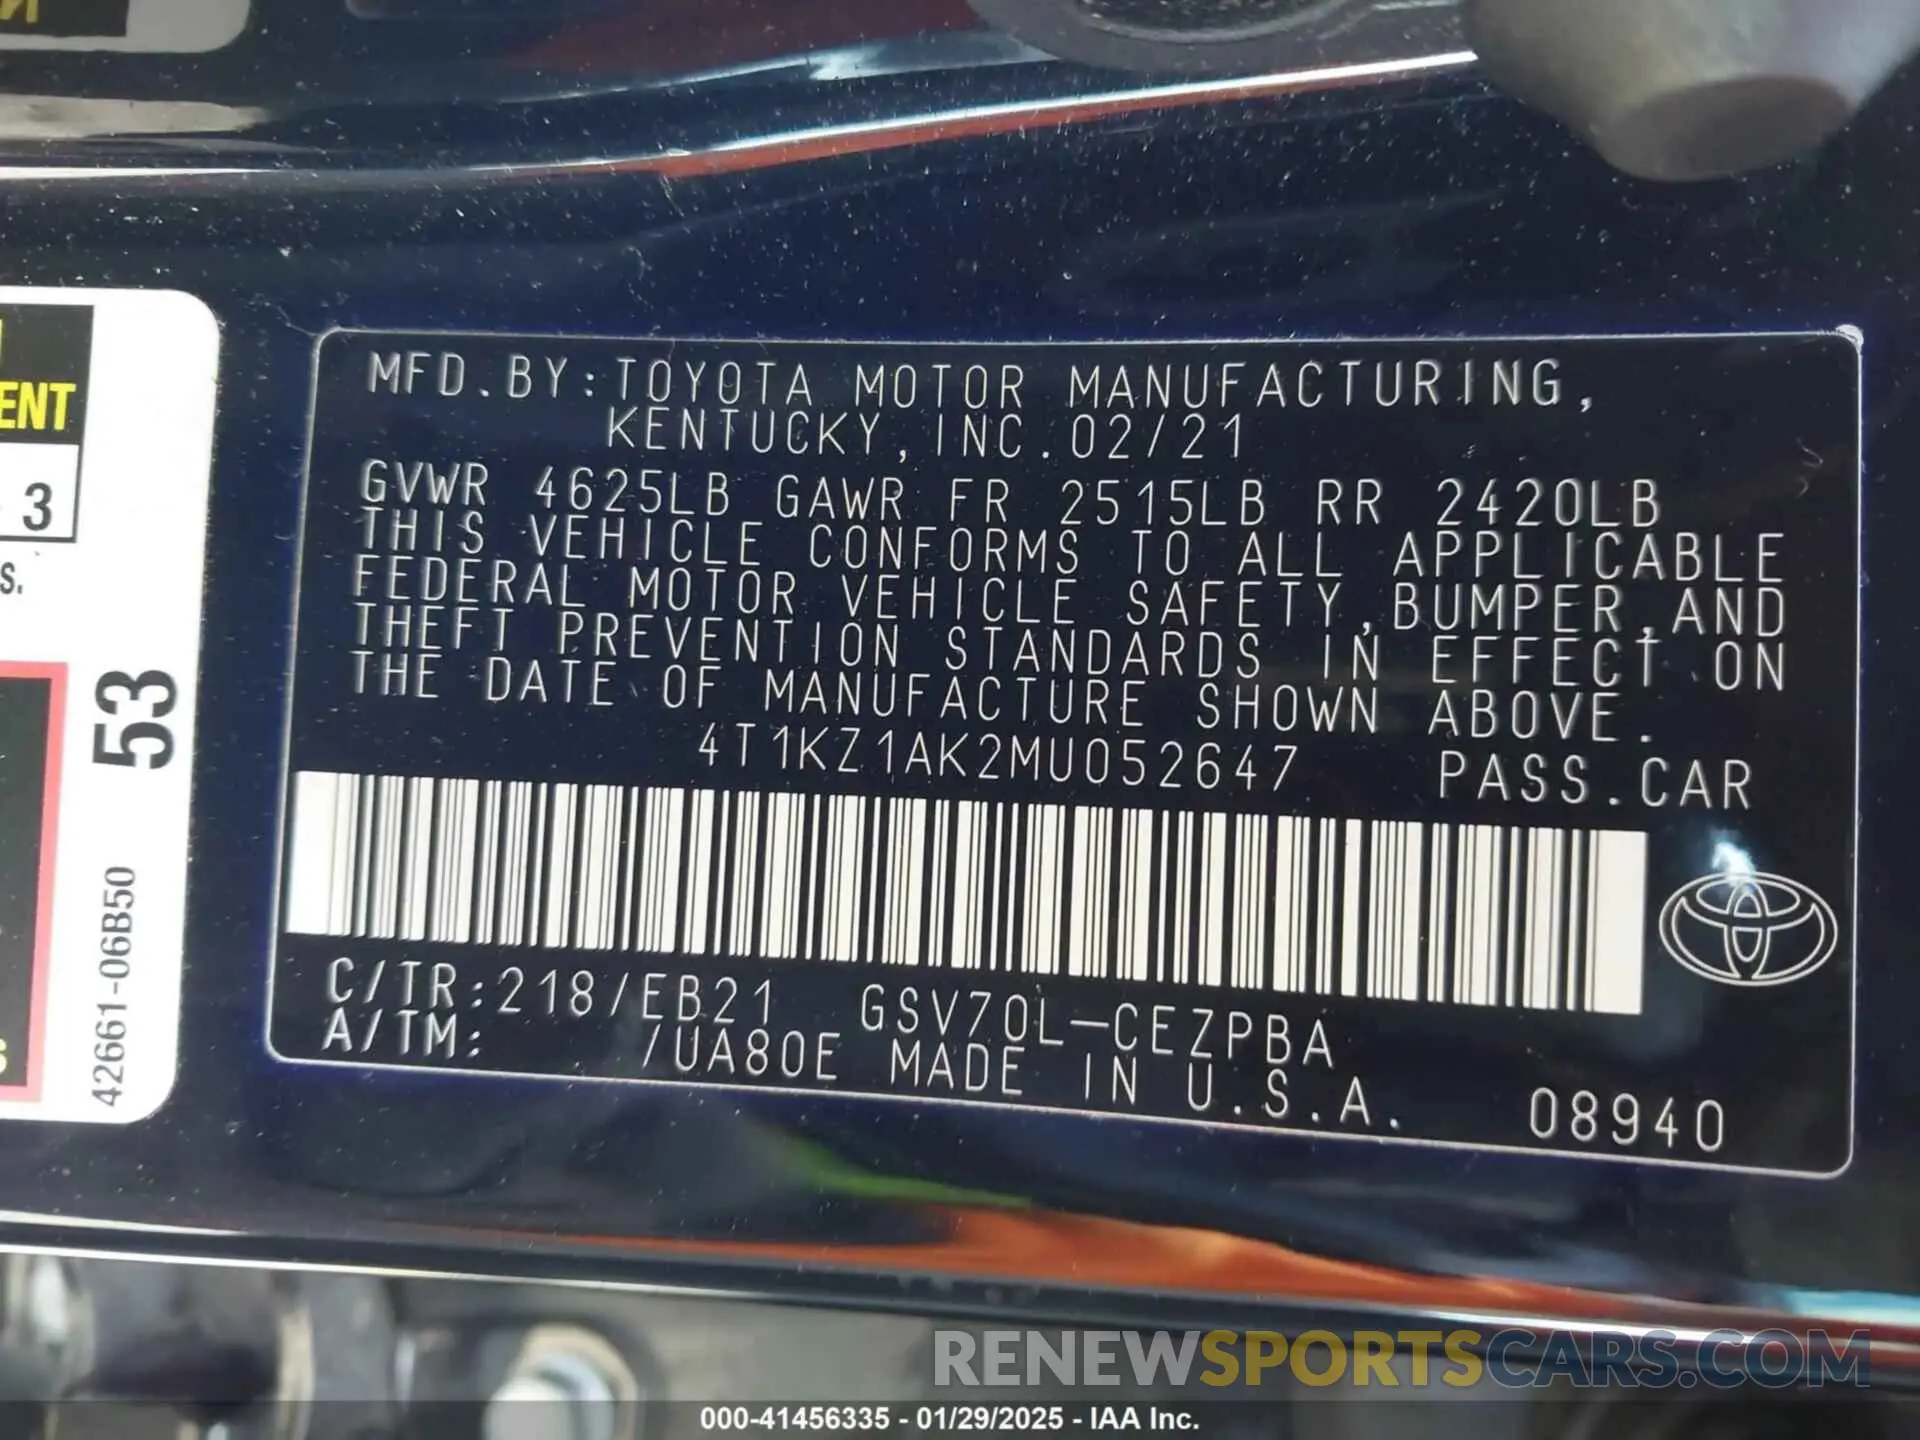 MFD.BY:TOYOTA MOTOR MANUFACTURING,
KENTUCKY,INC.02/21
GVWR 4625LB GAWR FR 2515LB RR 2420LB
THIS VEHICLE CONFORMS TO ALL APPLICABLE
FEDERAL MOTOR VEHICLE SAFETY,BUMPER,AND
THEFT PREVENTION STANDARDS IN EFFECT ON
THE DATE OF MANUFACTURE SHOWN ABOVE.
4T1KZ1AK2MU052647 PASS.CAR
C/TR:218/EB21 GSV70L-CEZPBA
A/TM: /UA80E MADE IN U.S.A.
08940
ENT
3
S.
53
42661-06B50
S
RENEWSPORTSCARS.COM
000-41456335 - 01/29/2025 - IAA Inc.